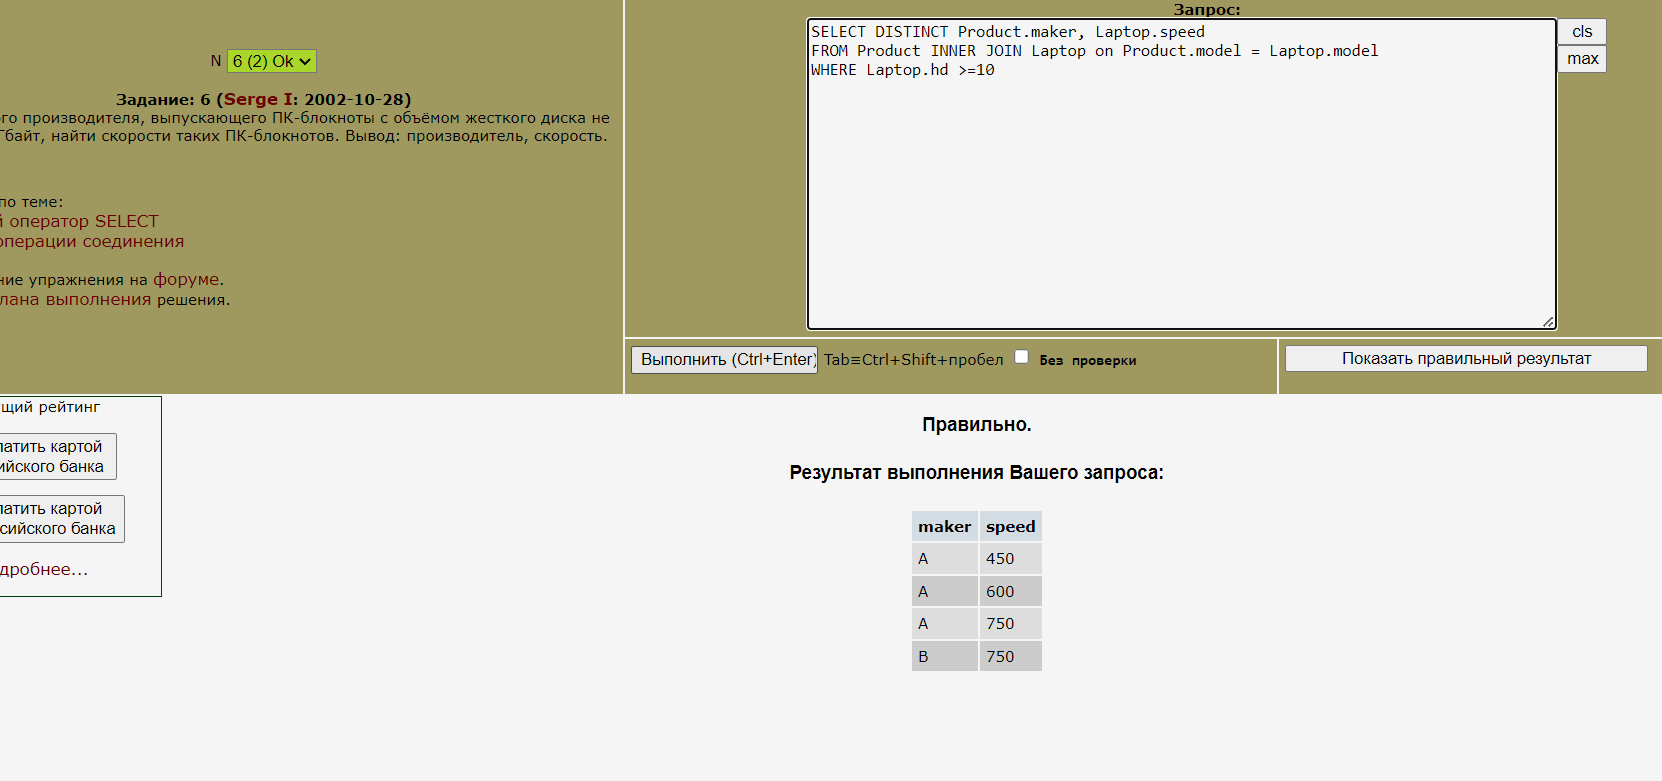 N 6 (2) Ok
Задание: 6 (Serge I: 2002-10-28)
ого производителя, выпускающего ПК-блокноты с объёмом жесткого диска не
Гбайт, найти скорости таких ПК-блокнотов. Вывод: производитель, скорость.
по теме:
й оператор SELECT
операции соединения
ние упражнения на форуме.
лана выполнения решения.
Запрос:
SELECT DISTINCT Product.maker, Laptop.speed
FROM Product INNER JOIN Laptop on Product.model = Laptop.model
WHERE Laptop.hd >=10
cls
max
Выполнить (Ctrl+Enter) Tab≡Ctrl+Shift+пробел Без проверки
Показать правильный результат
щий рейтинг
латить картой
ийского банка
латить картой
сийского банка
дробнее...
Правильно.
Результат выполнения Вашего запроса:
maker speed
A 450
A 600
A 750
B 750